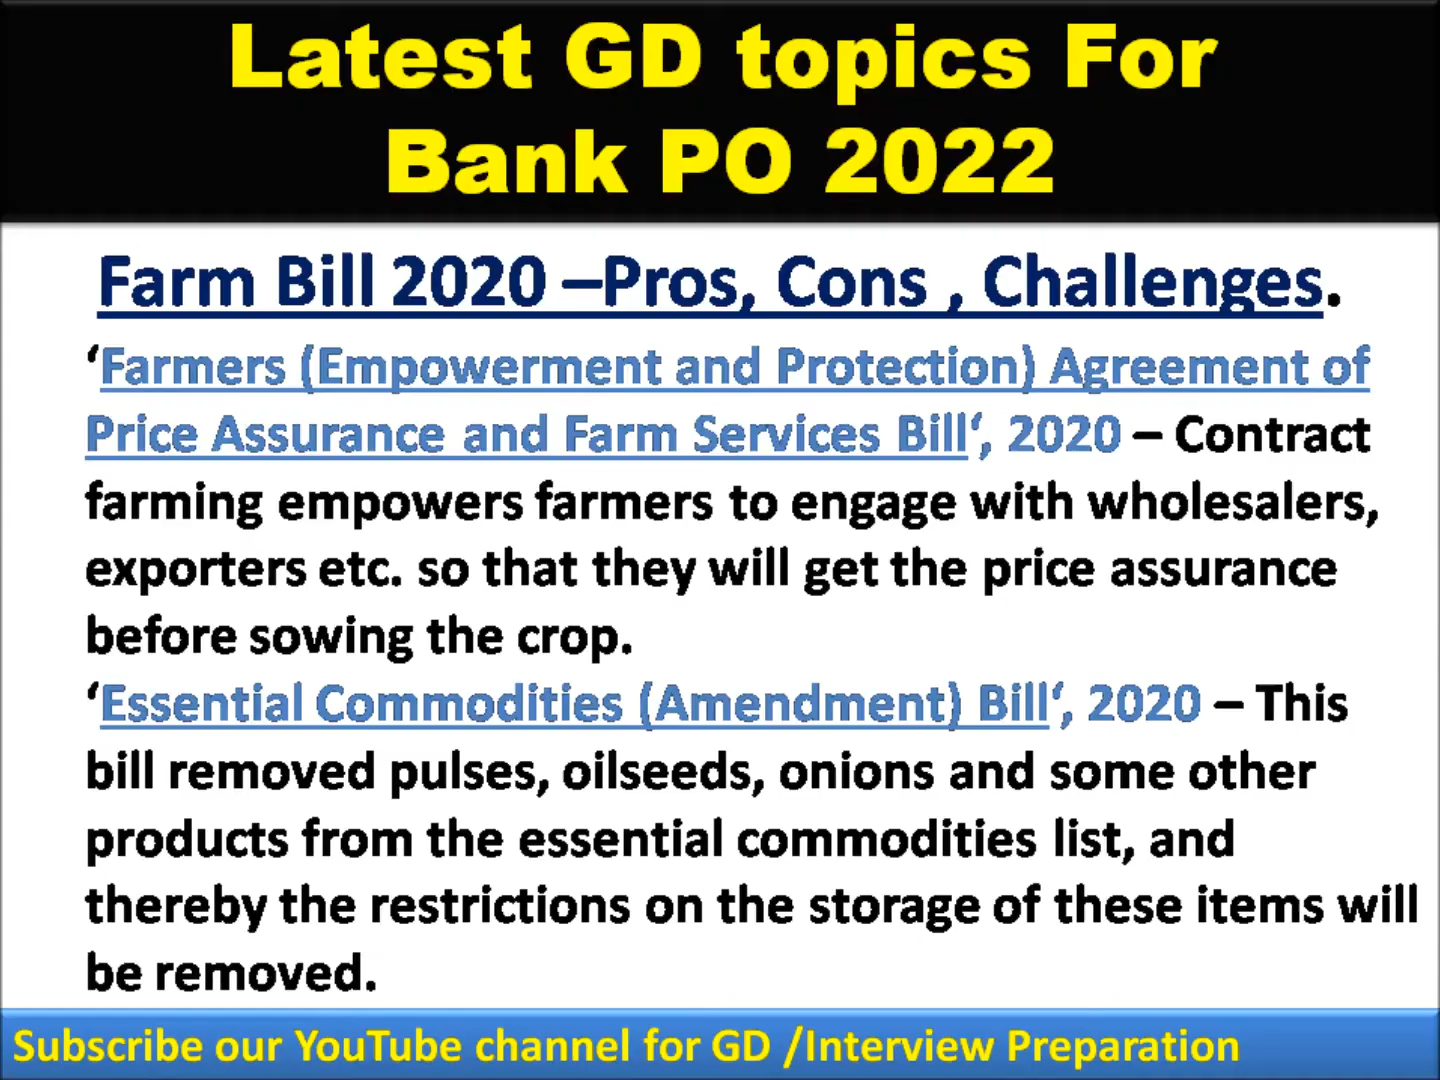 Latest GD topics For
Bank PO 2022
Farm Bill 2020 –Pros, Cons , Challenges.
‘Farmers (Empowerment and Protection) Agreement of
Price Assurance and Farm Services Bill‘, 2020 – Contract
farming empowers farmers to engage with wholesalers,
exporters etc. so that they will get the price assurance
before sowing the crop.
‘Essential Commodities (Amendment) Bill‘, 2020 – This
bill removed pulses, oilseeds, onions and some other
products from the essential commodities list, and
thereby the restrictions on the storage of these items will
be removed.
Subscribe our YouTube channel for GD /Interview Preparation